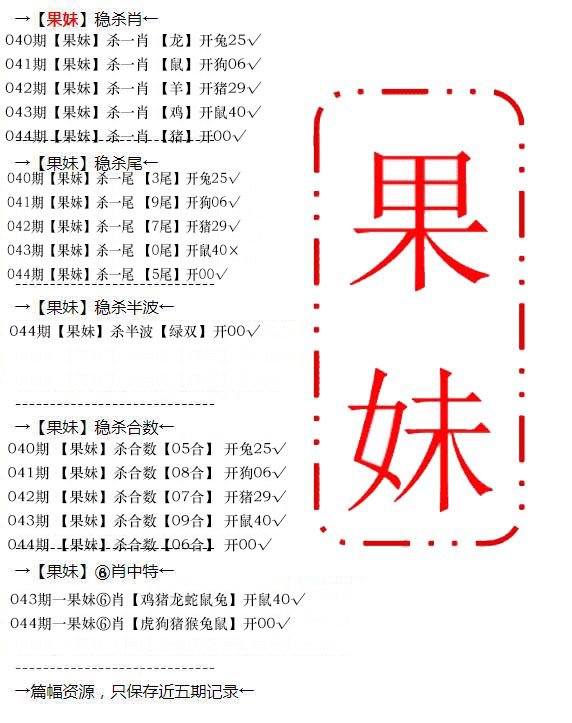 →【果妹】稳杀肖←
040期【果妹】杀一肖 【龙】开兔25√
041期【果妹】杀一肖 【鼠】开狗06√
042期【果妹】杀一肖 【羊】开猪29√
043期【果妹】杀一肖 【鸡】开鼠40√
044期【果妹】杀一肖 【猪】开00√
→【果妹】稳杀尾←
040期【果妹】杀一尾 【3尾】开兔25√
041期【果妹】杀一尾 【9尾】开狗06√
042期【果妹】杀一尾 【7尾】开猪29√
043期【果妹】杀一尾 【0尾】开鼠40×
044期【果妹】杀一尾 【5尾】开00√
→【果妹】稳杀半波←
044期【果妹】杀半波【绿双】开00√
→【果妹】稳杀合数←
040期 【果妹】杀合数【05合】 开兔25√
041期 【果妹】杀合数【08合】 开狗06√
042期 【果妹】杀合数【07合】 开猪29√
043期 【果妹】杀合数【09合】 开鼠40√
044期 【果妹】杀合数【06合】 开00√
→【果妹】⑥肖中特←
043期一果妹⑥肖【鸡猪龙蛇鼠兔】开鼠40√
044期一果妹⑥肖【虎狗猪猴兔鼠】开00√
→篇幅资源，只保存近五期记录←
果
妹